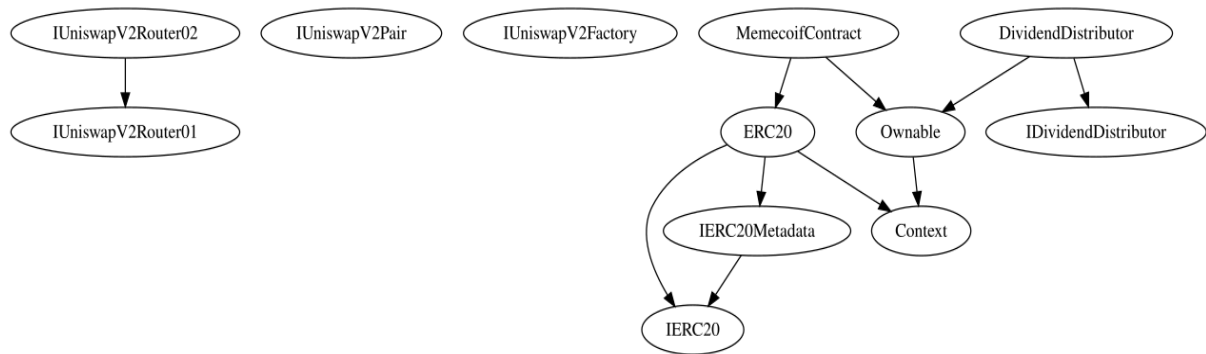 IUniswapV2Router02
IUniswapV2Pair
IUniswapV2Factory
MemecoifContract
DividendDistributor
IUniswapV2Router01
ERC20
Ownable
IDividendDistributor
IERC20Metadata
Context
IERC20